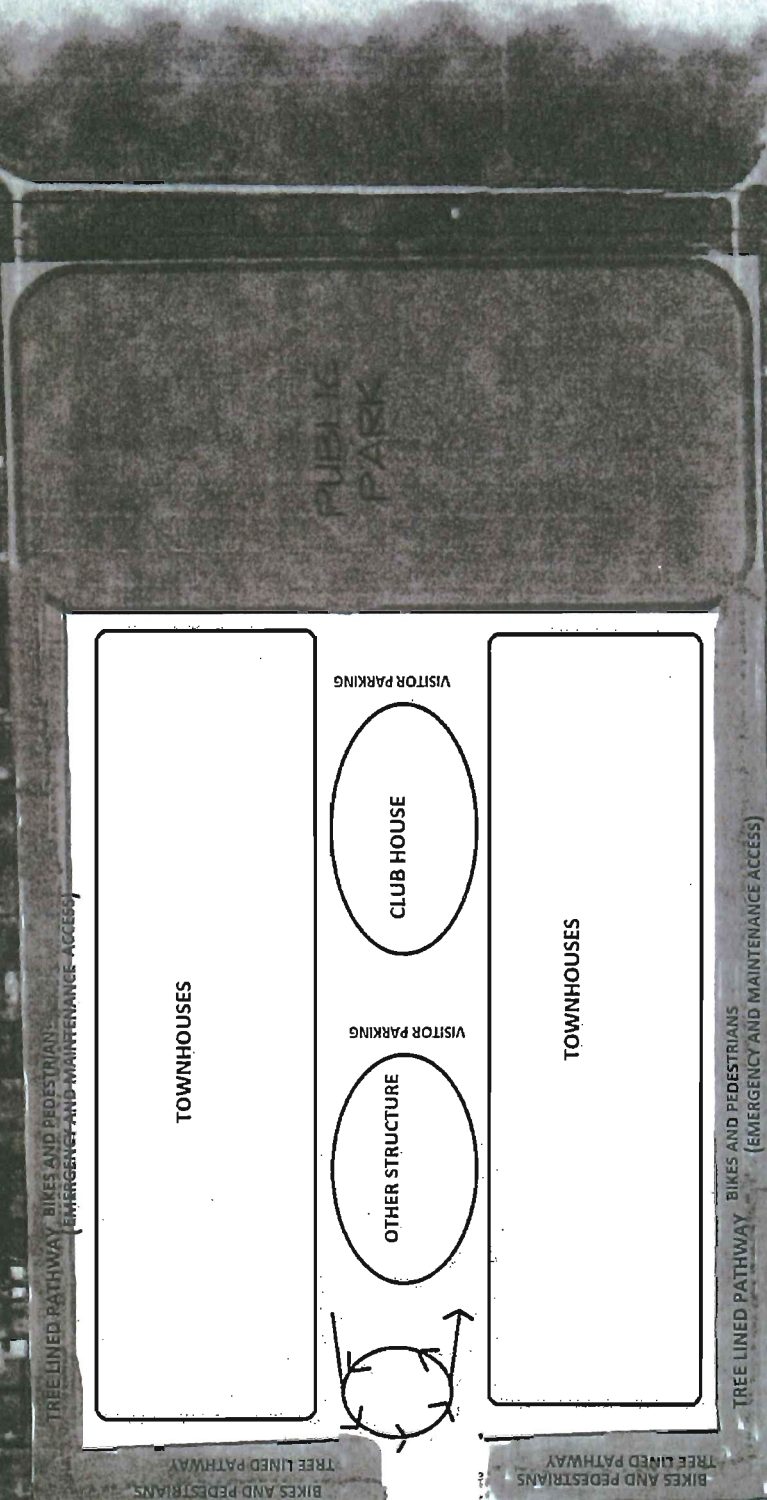 PUBLIC
PARK
VISITOR PARKING
CLUB HOUSE
TOWNHOUSES
TOWNHOUSES
VISITOR PARKING
OTHER STRUCTURE
TREE LINED PATHWAY BIKES AND PEDESTRIANS
(EMERGENCY AND MAINTENANCE ACCESS)
TREE LINED PATHWAY BIKES AND PEDESTRIANS
(EMERGENCY AND MAINTENANCE ACCESS)
TREE LINED PATHWAY
BIKES AND PEDESTRIANS
TREE LINED PATHWAY
BIKES AND PEDESTRIANS